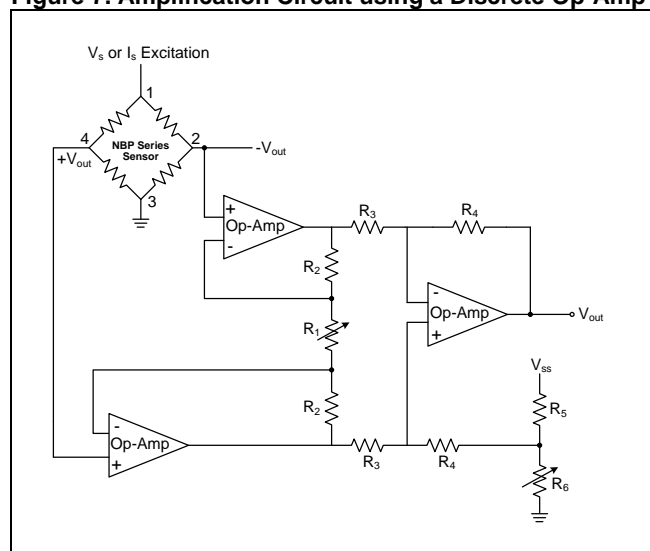 Figure 7. Amplification Circuit using a Discrete Op-Amp
Vs or Is Excitation
1
4
NBP Series
Sensor
2
+Vout
-Vout
3
+
Op-Amp
-
R3
R4
R2
R1
-
Op-Amp
+
Vout
R2
-
Op-Amp
+
R3
R4
Vss
R5
R6